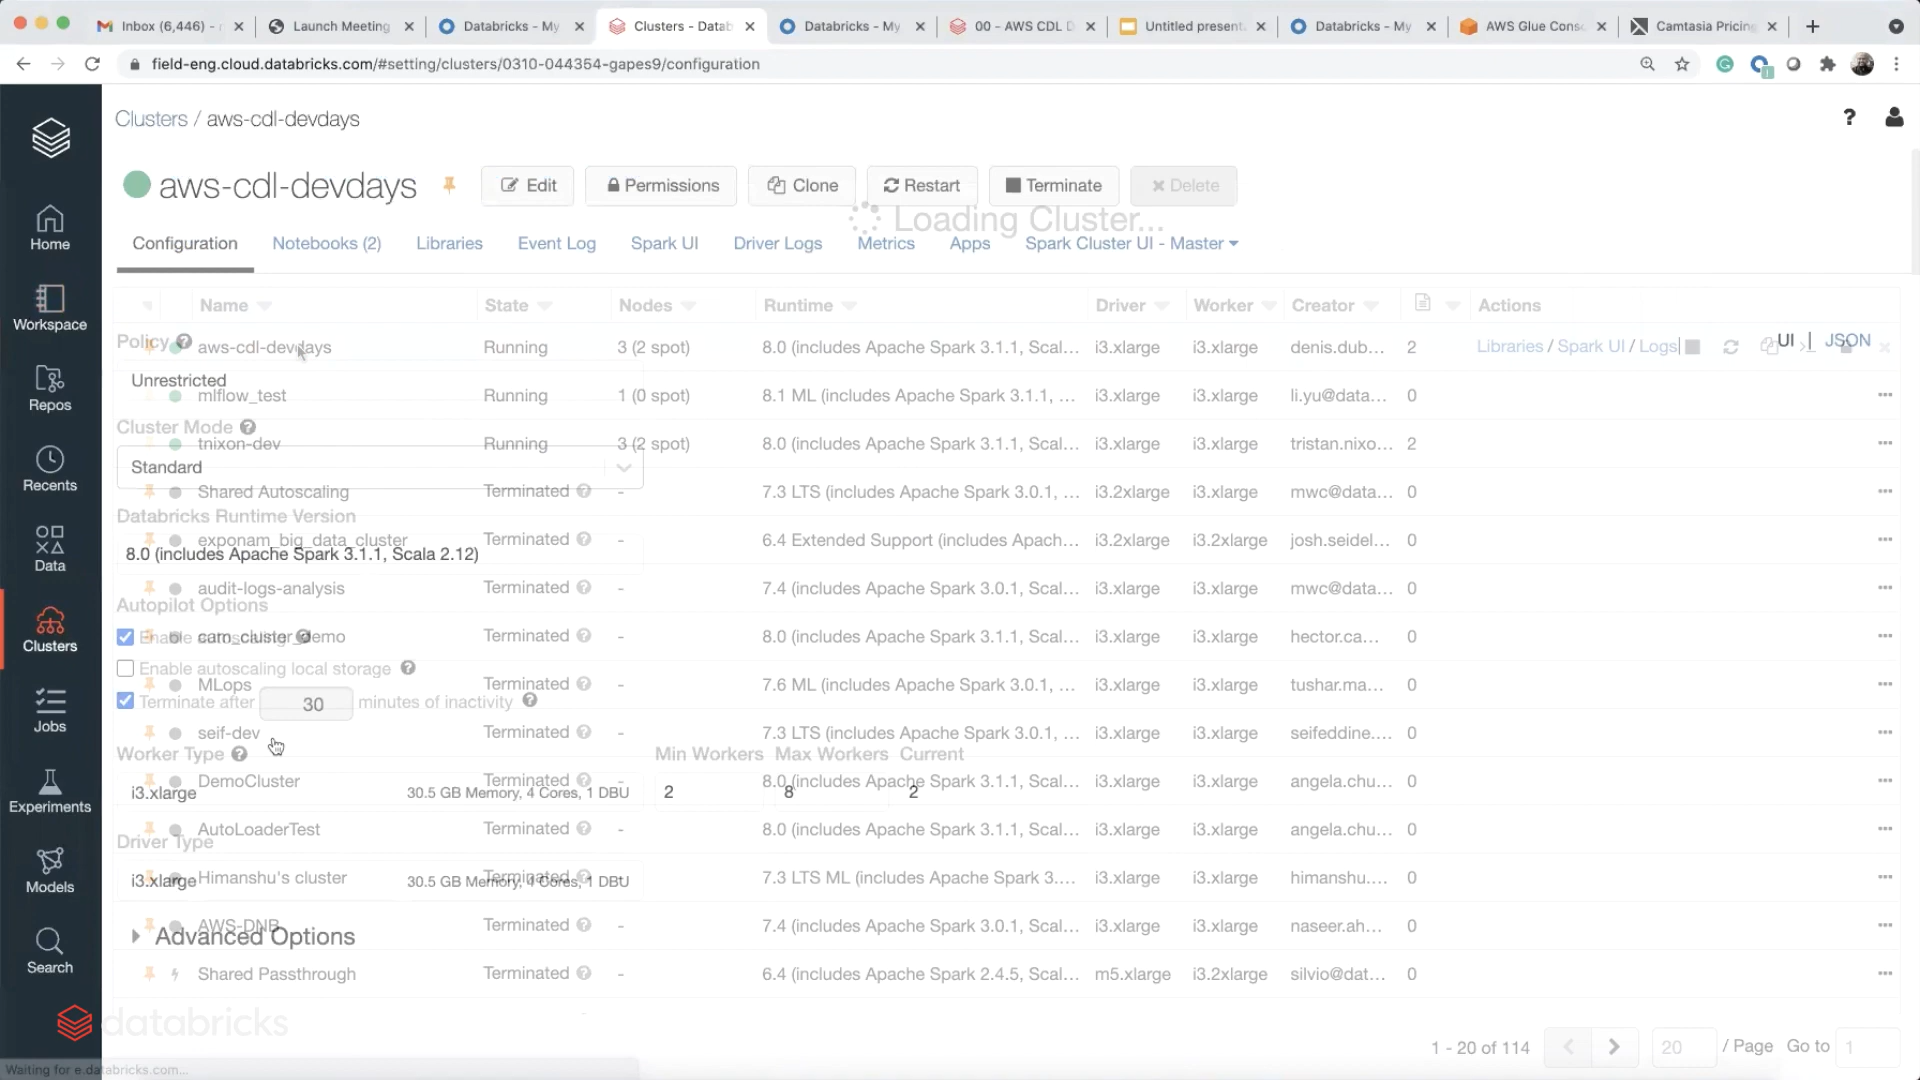 Inbox (6,446) -
Launch Meeting
Databricks - My
Clusters - Datab
Databricks - My
00 - AWS CDL D
Untitled present.
Databricks - My
AWS Glue Cons
Camtasia Pricing
field-eng.cloud.databricks.com/#setting/clusters/0310-044354-gapes9/configuration
Clusters / aws-cdl-devdays
?
aws-cdl-devdays
Edit
Permissions
Clone
Restart
Terminate
Delete
Loading Cluster...
Configuration
Notebooks (2)
Libraries
Event Log
Spark UI
Driver Logs
Metrics
Apps
Spark Cluster UI - Master
Home
Workspace
Repos
Recents
Data
Clusters
Jobs
Experiments
Models
Search
Name State Nodes Runtime Driver Worker Creator Actions
Policy
UI | JSON
aws-cdl-devdays Running 3 (2 spot) 8.0 (includes Apache Spark 3.1.1, Scal... i3.xlarge i3.xlarge denis.dub... 2 Libraries / Spark UI / Logs
Unrestricted
mlflow_test Running 1 (0 spot) 8.1 ML (includes Apache Spark 3.1.1, ... i3.xlarge i3.xlarge li.yu@data... 0
Cluster Mode
tnixon-dev Running 3 (2 spot) 8.0 (includes Apache Spark 3.1.1, Scal... i3.xlarge i3.xlarge tristan.nixo... 2
Standard
Shared Autoscaling Terminated - 7.3 LTS (includes Apache Spark 3.0.1, ... i3.2xlarge i3.xlarge mwc@data... 0
Databricks Runtime Version
exponam_big_data_cluster Terminated - 6.4 Extended Support (includes Apach... i3.2xlarge i3.2xlarge josh.seidel... 0
8.0 (includes Apache Spark 3.1.1, Scala 2.12)
audit-logs-analysis Terminated - 7.4 (includes Apache Spark 3.0.1, Scal... i3.xlarge i3.xlarge mwc@data... 0
Autopilot Options
Enable autoscaling
cam_cluster_demo Terminated - 8.0 (includes Apache Spark 3.1.1, Scal... i3.xlarge i3.xlarge hector.ca... 0
Enable autoscaling local storage
MLops Terminated - 7.6 ML (includes Apache Spark 3.0.1, ... i3.xlarge i3.xlarge tushar.ma... 0
Terminate after 30 minutes of inactivity
seif-dev Terminated - 7.3 LTS (includes Apache Spark 3.0.1, ... i3.xlarge i3.xlarge seifeddine.... 0
Worker Type Min Workers Max Workers Current
DemoCluster Terminated - 8.0 (includes Apache Spark 3.1.1, Scal... i3.xlarge i3.xlarge angela.chu... 0
i3.xlarge 30.5 GB Memory, 4 Cores, 1 DBU 2 8 2
AutoLoaderTest Terminated - 8.0 (includes Apache Spark 3.1.1, Scal... i3.xlarge i3.xlarge angela.chu... 0
Driver Type
Himanshu's cluster Terminated - 7.3 LTS ML (includes Apache Spark 3.... i3.xlarge i3.xlarge himanshu.... 0
i3.xlarge 30.5 GB Memory, 4 Cores, 1 DBU
AWS-DNB Terminated - 7.4 (includes Apache Spark 3.0.1, Scal... i3.xlarge i3.xlarge naseer.ah... 0
Advanced Options
Shared Passthrough Terminated - 6.4 (includes Apache Spark 2.4.5, Scal... m5.xlarge i3.2xlarge silvio@dat... 0
databricks
1 - 20 of 114 20 / Page Go to 1
Waiting for e.databricks.com...